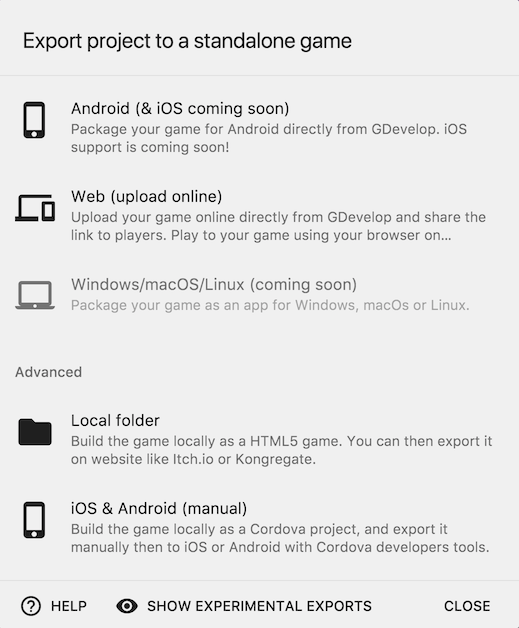 Export project to a standalone game
Android (& iOS coming soon)
Package your game for Android directly from GDevelop. iOS
support is coming soon!
Web (upload online)
Upload your game online directly from GDevelop and share the
link to players. Play to your game using your browser on...
Windows/macOS/Linux (coming soon)
Package your game as an app for Windows, macOs or Linux.
Advanced
Local folder
Build the game locally as a HTML5 game. You can then export it
on website like Itch.io or Kongregate.
iOS & Android (manual)
Build the game locally as a Cordova project, and export it
manually then to iOS or Android with Cordova developers tools.
HELP SHOW EXPERIMENTAL EXPORTS CLOSE